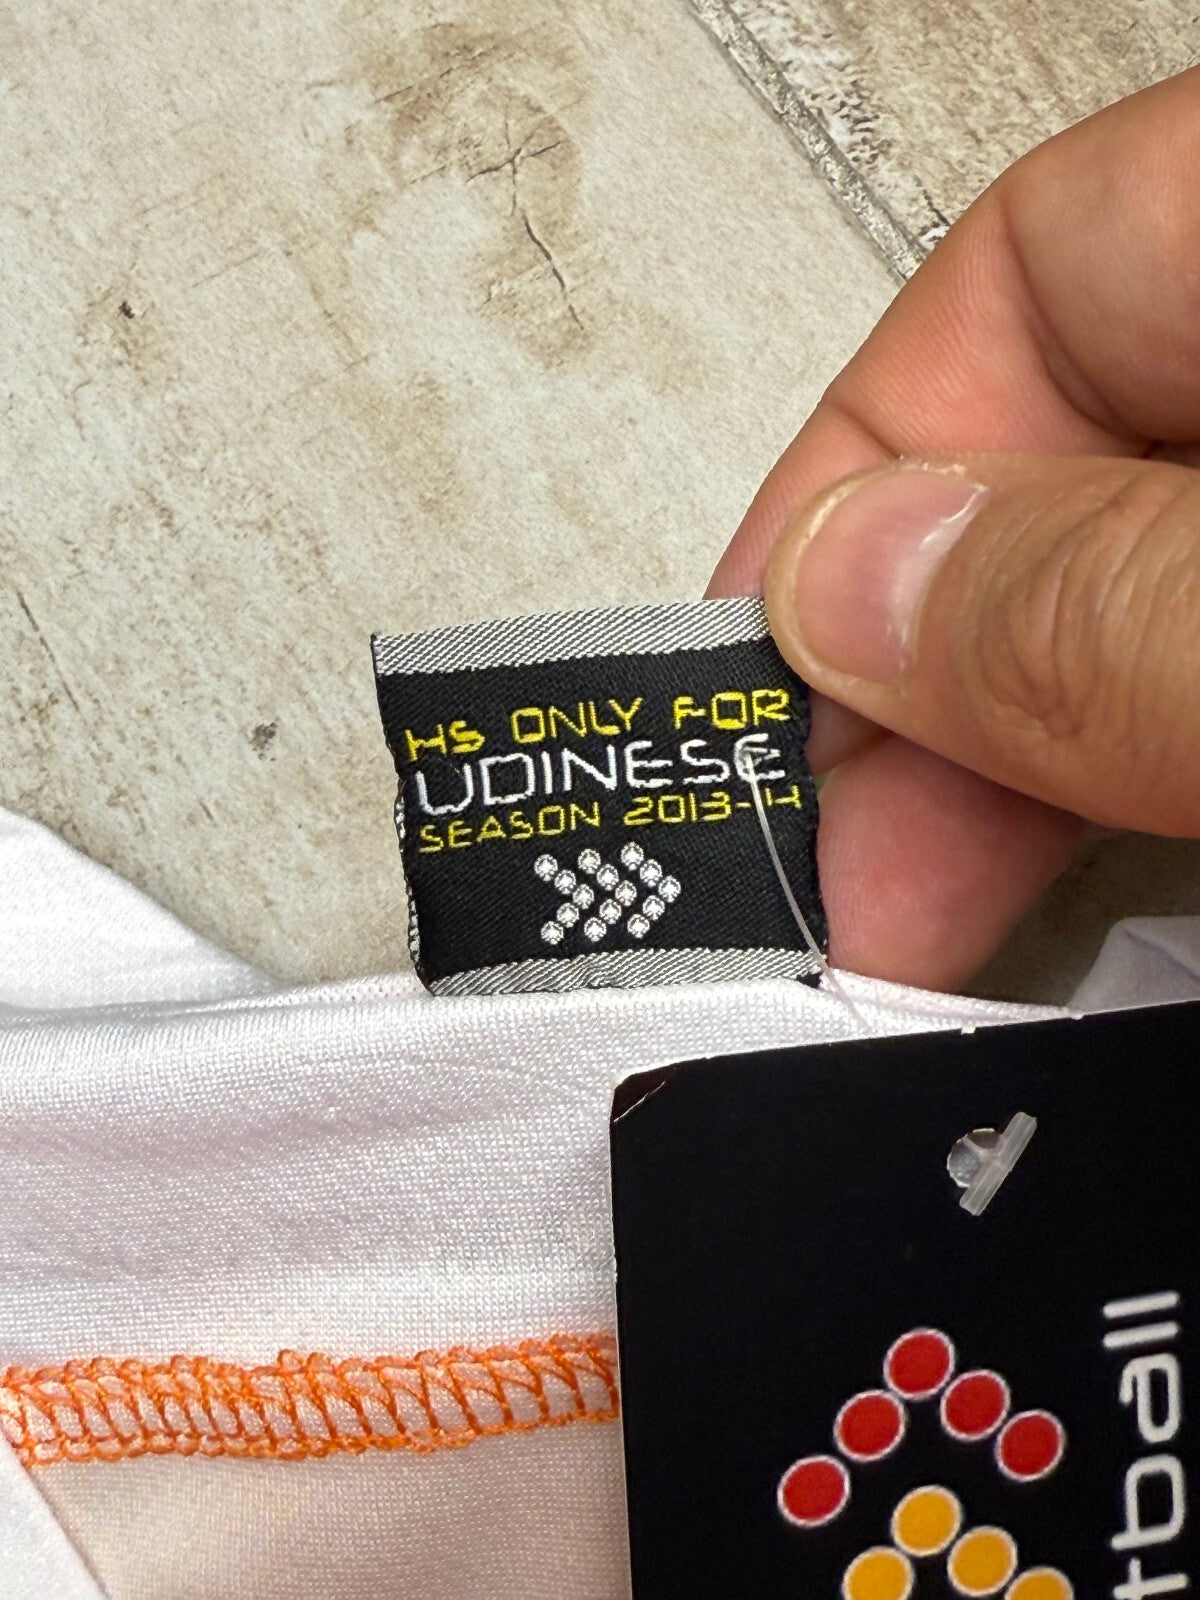 HS ONLY FOR
UDINESE
SEASON 2013-14
tball